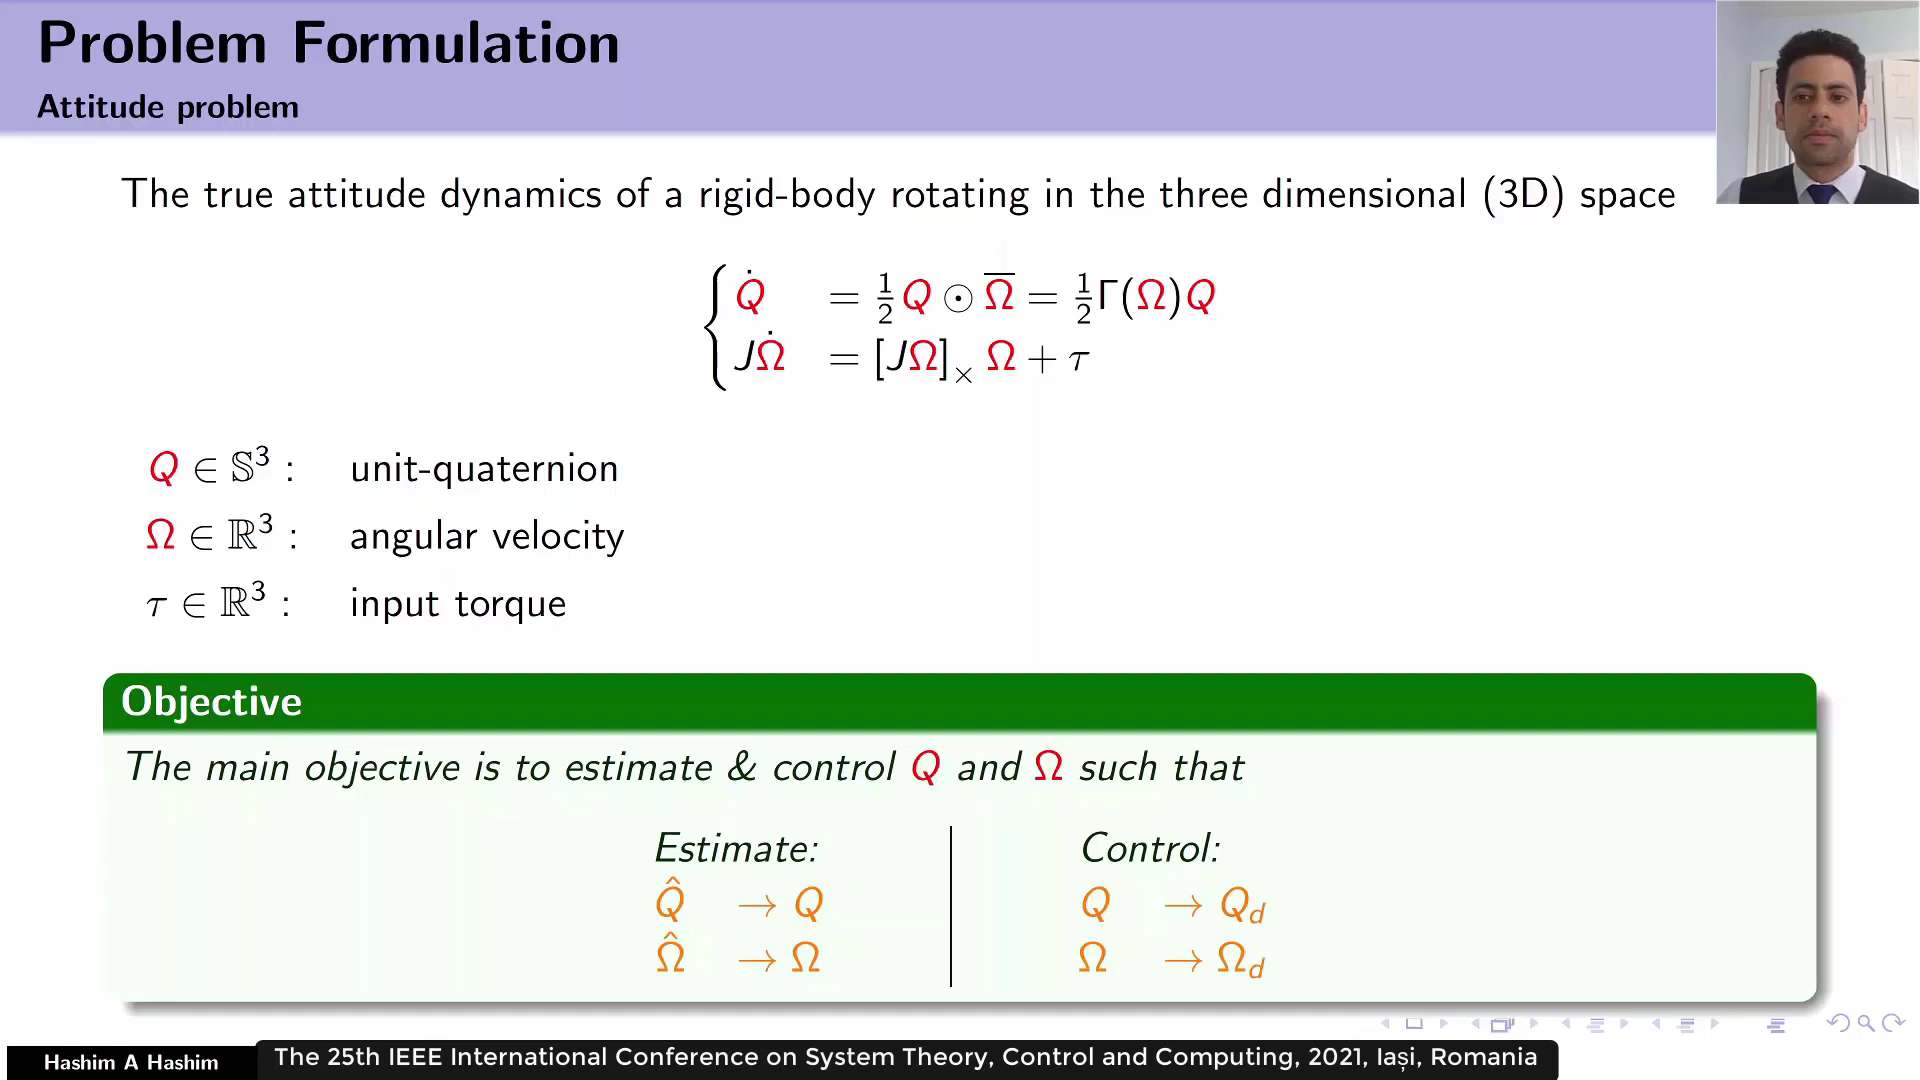 Problem Formulation
Attitude problem
The true attitude dynamics of a rigid-body rotating in the three dimensional (3D) space
Q̇ = ½Q ⊙ Ω̅ = ½Γ(Ω)Q
JΩ̇ = [JΩ]× Ω + τ
Q ∈ 𝕊³ : unit-quaternion
Ω ∈ ℝ³ : angular velocity
τ ∈ ℝ³ : input torque
Objective
The main objective is to estimate & control Q and Ω such that
Estimate: Control:
Q̂ → Q Q → Q_d
Ω̂ → Ω Ω → Ω_d
Hashim A Hashim The 25th IEEE International Conference on System Theory, Control and Computing, 2021, Iași, Romania